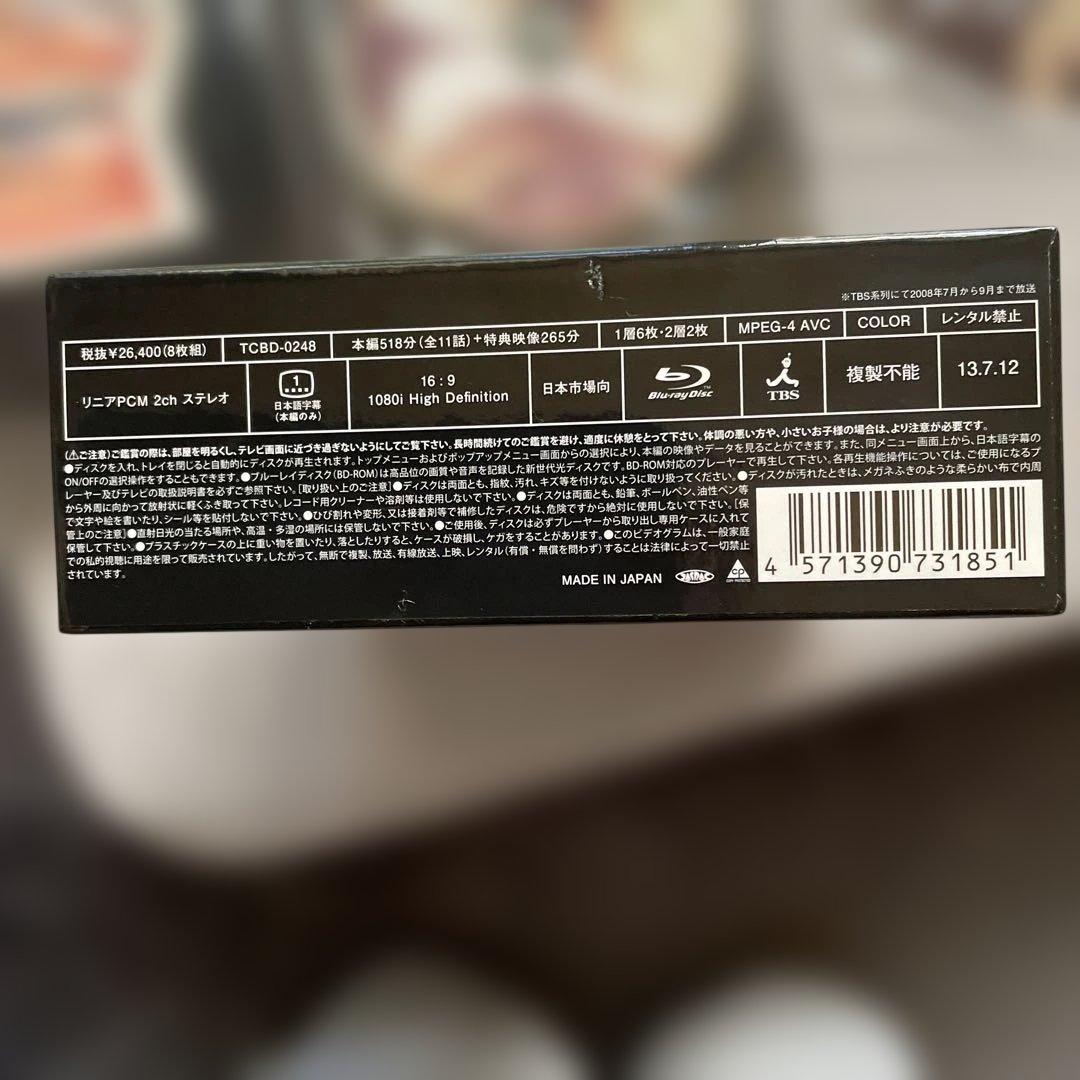 ※TBS系列にて2008年7月から9月まで放送
税抜¥26,400(8枚組) TCBD-0248 本編518分(全11話)+特典映像265分 1層6枚・2層2枚 MPEG-4 AVC COLOR レンタル禁止
リニアPCM 2ch ステレオ 1 日本語字幕 (本編のみ) 16:9 1080i High Definition 日本市場向 Blu-ray Disc TM TBS 複製不能 13.7.12
(⚠ご注意)ご鑑賞の際は、部屋を明るくし、テレビ画面に近づき過ぎないようにしてご覧下さい。長時間続けてのご鑑賞を避け、適度に休憩をとって下さい。体調の悪い方や、小さいお子様の場合は、より注意が必要です。
●ディスクを入れ、トレイを閉じると自動的にディスクが再生されます。トップメニューおよびポップアップメニュー画面からの選択により、本編の映像やデータを見ることができます。また、同メニュー画面上から、日本語字幕の
ON/OFFの選択操作をすることもできます。●ブルーレイディスク(BD-ROM)は高品位の画質や音声を記録した新世代光ディスクです。BD-ROM対応のプレーヤーで再生して下さい。各再生機能操作については、ご使用になるプ
レーヤー及びテレビの取扱説明書を必ずご参照下さい。[取り扱い上のご注意]●ディスクは両面とも、指紋、汚れ、キズ等を付けないように取り扱ってください。●ディスクが汚れたときは、メガネふきのような柔らかい布で内周
から外周に向かって放射状に軽くふき取って下さい。レコード用クリーナーや溶剤等は使用しないで下さい。●ディスクは両面とも、鉛筆、ボールペン、油性ペン等
で文字や絵を書いたり、シール等を貼付しないで下さい。●ひび割れや変形、又は接着剤等で補修したディスクは、危険ですから絶対に使用しないで下さい。[保
管上のご注意]●直射日光の当たる場所や、高温・多湿の場所には保管しないで下さい。●ご使用後、ディスクは必ずプレーヤーから取り出し専用ケースに入れて
保管して下さい。●プラスチックケースの上に重い物を置いたり、落としたりすると、ケースが破損し、ケガをすることがあります。●このビデオグラムは、一般家庭
での私的視聴に用途を限って販売されています。したがって、無断で複製、放送、有線放送、上映、レンタル(有償・無償を問わず)することは法律によって一切禁止
されています。
MADE IN JAPAN JASRAC
4 571390 731851